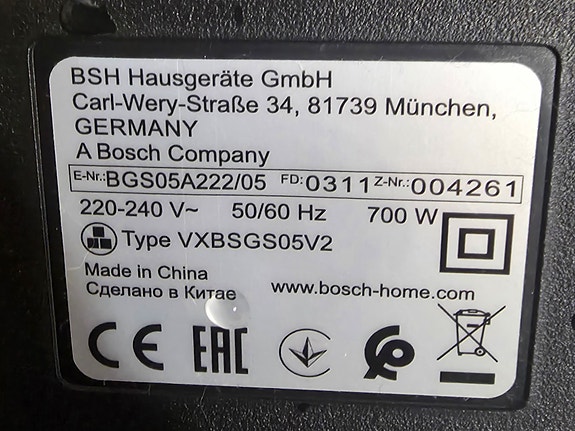 BSH Hausgeräte GmbH
Carl-Wery-Straße 34, 81739 München,
GERMANY
A Bosch Company
E-Nr.: BGS05A222/05 FD: 0311 Z-Nr.: 004261
220-240 V~ 50/60 Hz 700 W
Type VXBSGS05V2
Made in China
Сделано в Китае www.bosch-home.com
CE EAC